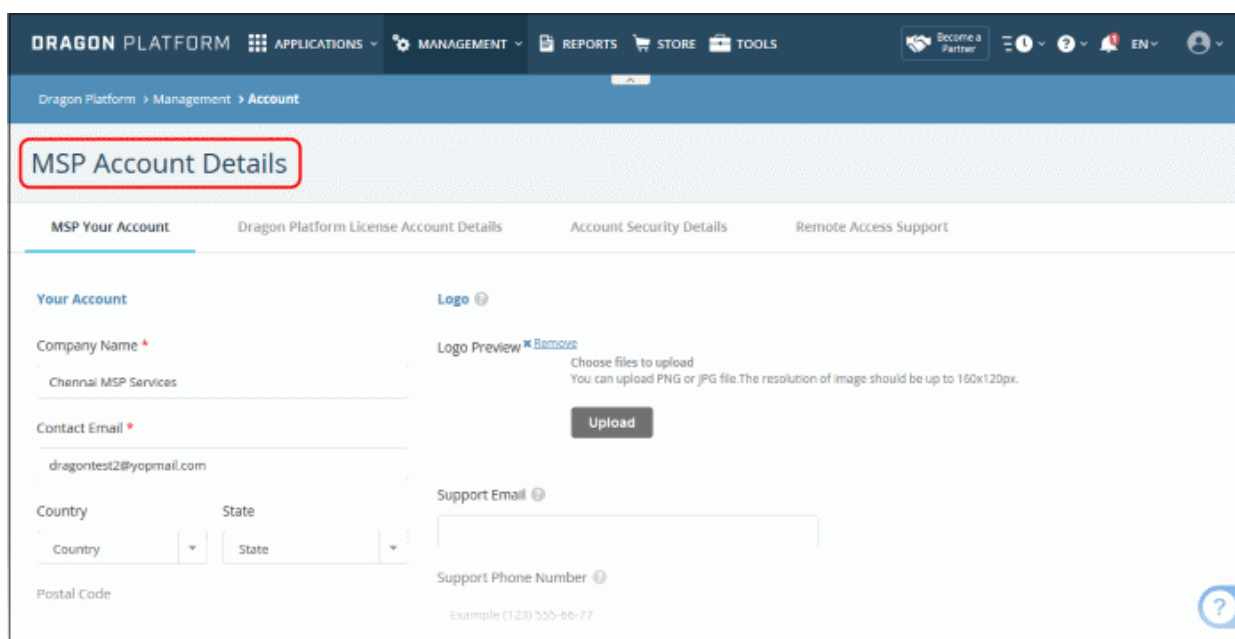 DRAGON PLATFORM APPLICATIONS MANAGEMENT REPORTS STORE TOOLS Become a Partner EN
Dragon Platform > Management > Account
MSP Account Details
MSP Your Account Dragon Platform License Account Details Account Security Details Remote Access Support
Your Account Logo ?
Company Name * Logo Preview × Remove
Choose files to upload
You can upload PNG or JPG file.The resolution of image should be up to 160x120px.
Chennai MSP Services
Upload
Contact Email *
dragontest2@yopmail.com
Support Email ?
Country State
Country State
Support Phone Number ?
Postal Code
Example (123) 555-66-77
?